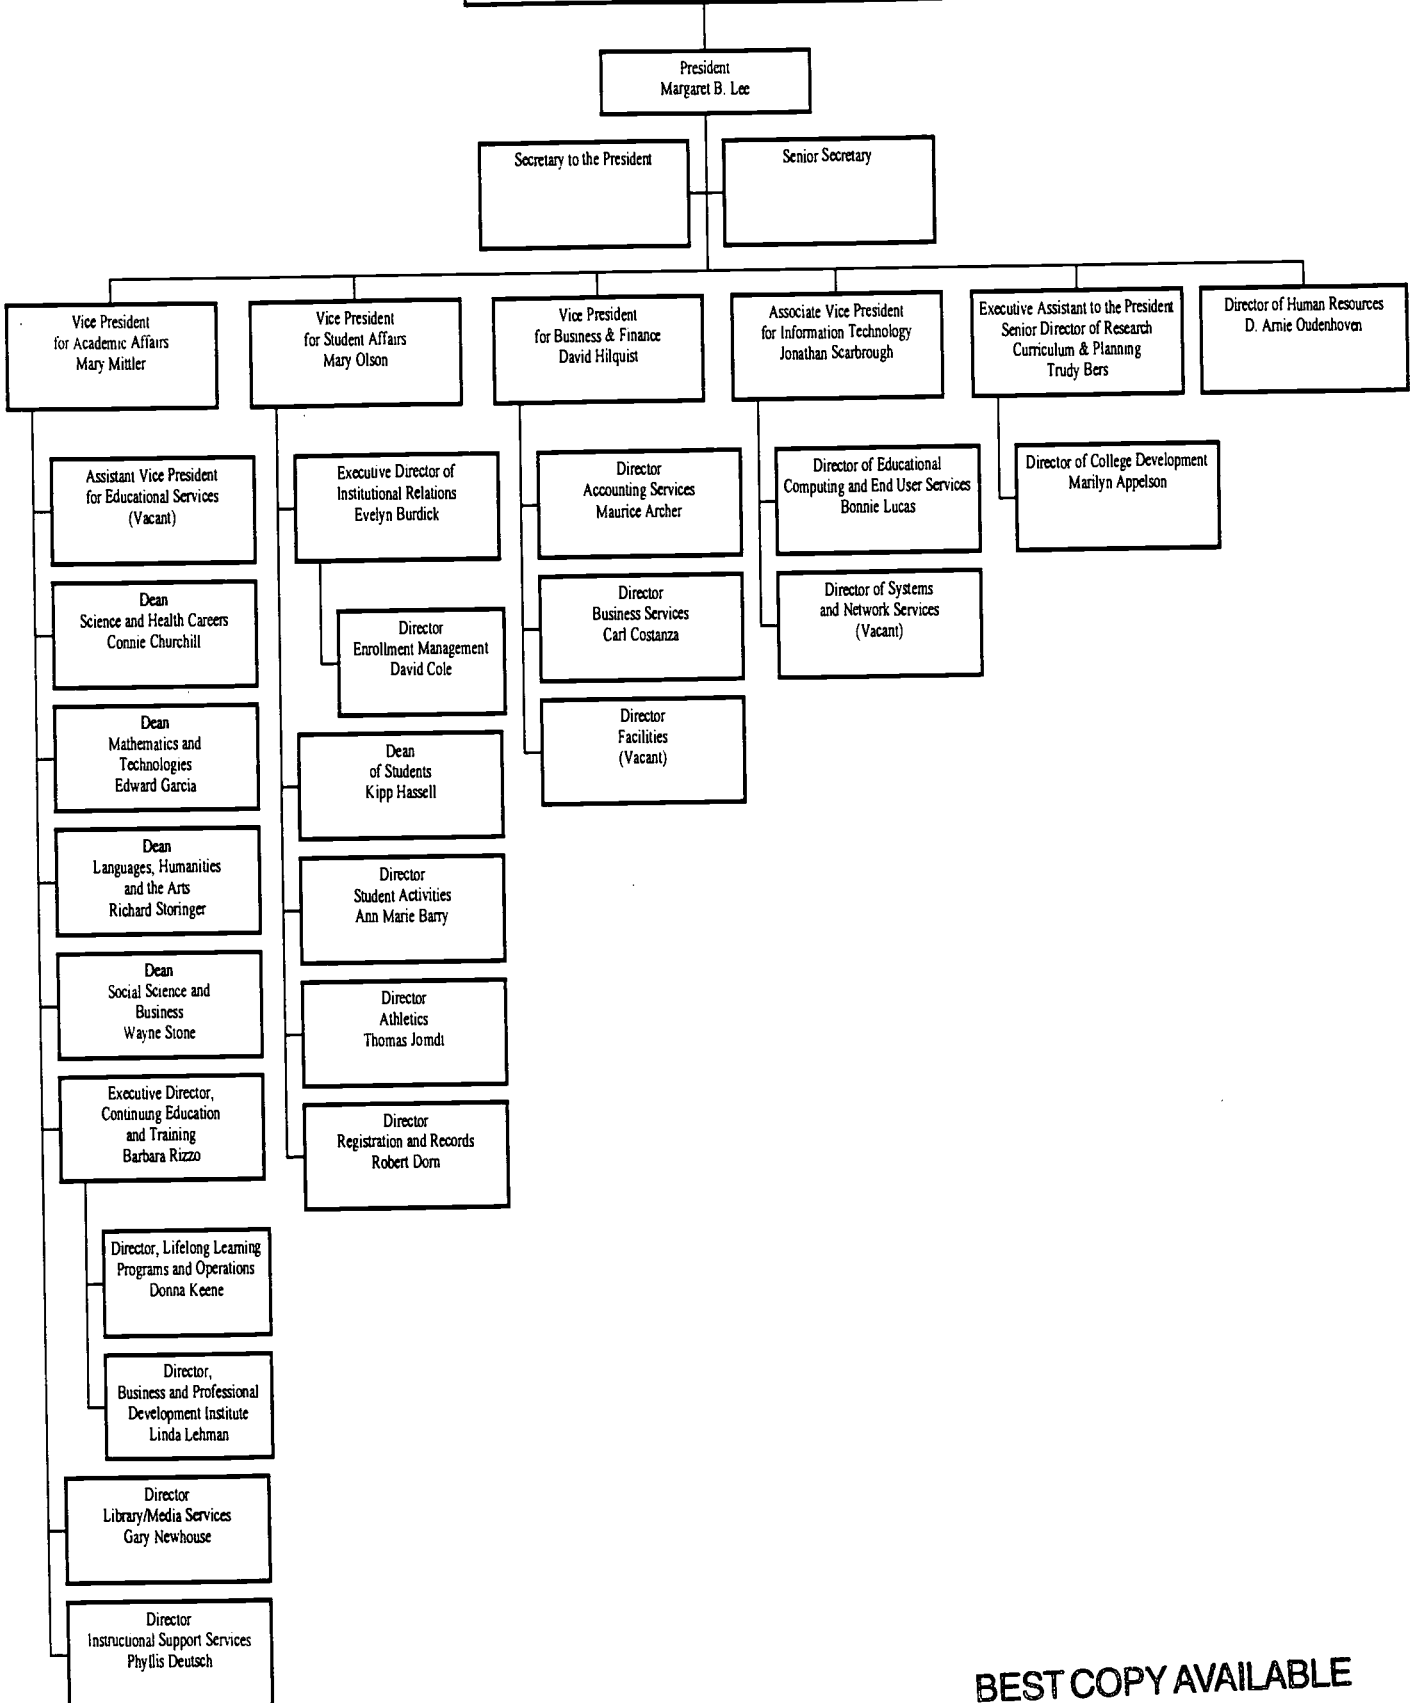 President
Margaret B. Lee
Secretary to the President
Senior Secretary
Vice President
for Academic Affairs
Mary Mittler
Vice President
for Student Affairs
Mary Olson
Vice President
for Business & Finance
David Hilquist
Associate Vice President
for Information Technology
Jonathan Scarbrough
Executive Assistant to the President
Senior Director of Research
Curriculum & Planning
Trudy Bers
Director of Human Resources
D. Arnie Oudenhoven
Assistant Vice President
for Educational Services
(Vacant)
Dean
Science and Health Careers
Connie Churchill
Dean
Mathematics and
Technologies
Edward Garcia
Dean
Languages, Humanities
and the Arts
Richard Storinger
Dean
Social Science and
Business
Wayne Stone
Executive Director,
Continuing Education
and Training
Barbara Rizzo
Director, Lifelong Learning
Programs and Operations
Donna Keene
Director,
Business and Professional
Development Institute
Linda Lehman
Director
Library/Media Services
Gary Newhouse
Director
Instructional Support Services
Phyllis Deutsch
Executive Director of
Institutional Relations
Evelyn Burdick
Director
Enrollment Management
David Cole
Dean
of Students
Kipp Hassell
Director
Student Activities
Ann Marie Barry
Director
Athletics
Thomas Jorndt
Director
Registration and Records
Robert Dorn
Director
Accounting Services
Maurice Archer
Director
Business Services
Carl Costanza
Director
Facilities
(Vacant)
Director of Educational
Computing and End User Services
Bonnie Lucas
Director of Systems
and Network Services
(Vacant)
Director of College Development
Marilyn Appelson
BEST COPY AVAILABLE